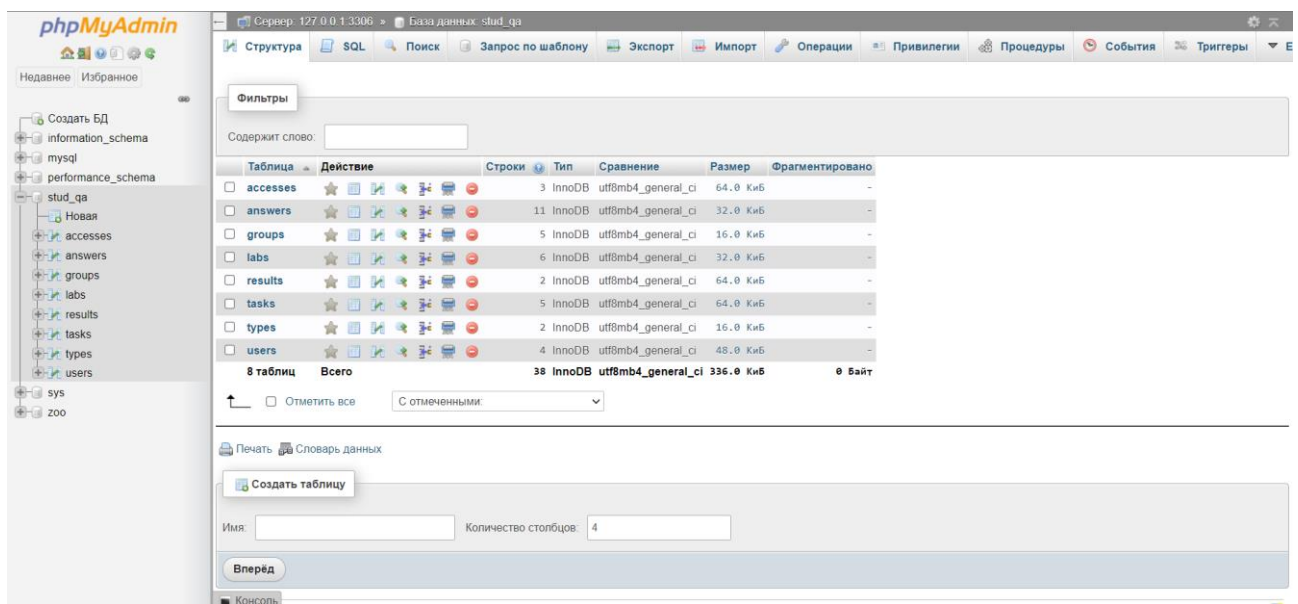 phpMyAdmin
Недавнее Избранное
Создать БД
information_schema
mysql
performance_schema
stud_qa
Новая
accesses
answers
groups
labs
results
tasks
types
users
sys
zoo
Сервер: 127.0.0.1:3306 » База данных: stud_qa
Структура SQL Поиск Запрос по шаблону Экспорт Импорт Операции Привилегии Процедуры События Триггеры
Фильтры
Содержит слово:
Таблица Действие Строки Тип Сравнение Размер Фрагментировано
accesses 3 InnoDB utf8mb4_general_ci 64.0 КиБ -
answers 11 InnoDB utf8mb4_general_ci 32.0 КиБ -
groups 5 InnoDB utf8mb4_general_ci 16.0 КиБ -
labs 6 InnoDB utf8mb4_general_ci 32.0 КиБ -
results 2 InnoDB utf8mb4_general_ci 64.0 КиБ -
tasks 5 InnoDB utf8mb4_general_ci 64.0 КиБ -
types 2 InnoDB utf8mb4_general_ci 16.0 КиБ -
users 4 InnoDB utf8mb4_general_ci 48.0 КиБ -
8 таблиц Всего 38 InnoDB utf8mb4_general_ci 336.0 КиБ 0 Байт
Отметить все С отмеченными:
Печать Словарь данных
Создать таблицу
Имя: Количество столбцов: 4
Вперёд
Консоль